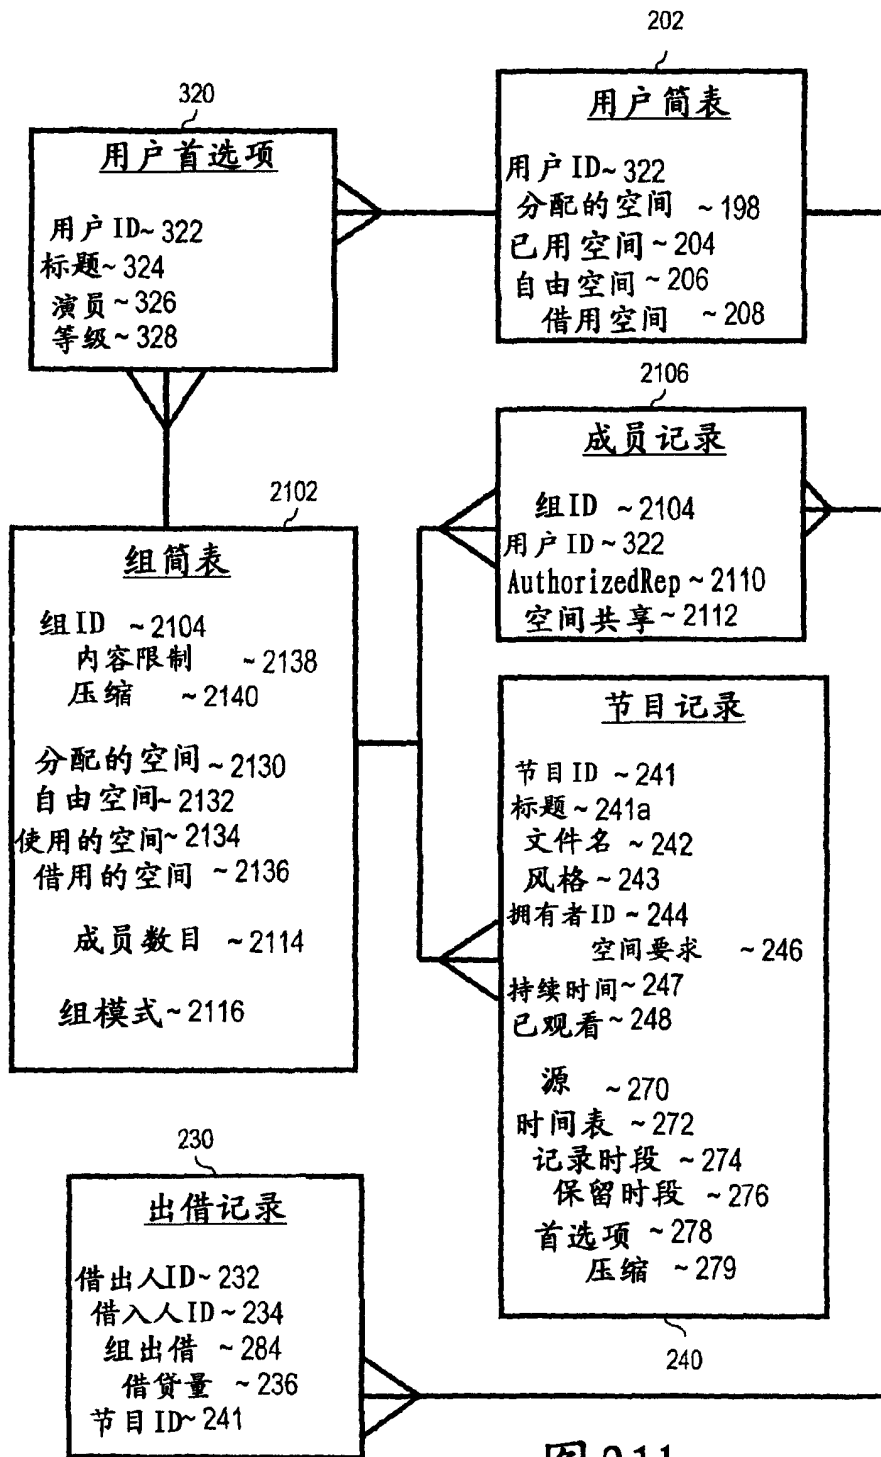 202
用户简表
用户ID~322
分配的空间 ~198
已用空间~204
自由空间~206
借用空间 ~208
320
用户首选项
用户ID~322
标题~324
演员~326
等级~328
2106
成员记录
组ID ~2104
用户ID~322
AuthorizedRep~2110
空间共享~2112
2102
组简表
组ID ~2104
内容限制 ~2138
压缩 ~2140
分配的空间~2130
自由空间~2132
使用的空间~2134
借用的空间~2136
成员数目 ~2114
组模式~2116
节目记录
节目ID ~241
标题~241a
文件名 ~242
风格~243
拥有者ID~244
空间要求 ~246
持续时间~247
已观看~248
源 ~270
时间表~272
记录时段 ~274
保留时段 ~276
首选项~278
压缩 ~279
240
230
出借记录
借出人ID~232
借入人ID~234
组出借 ~284
借贷量 ~236
节目ID~241